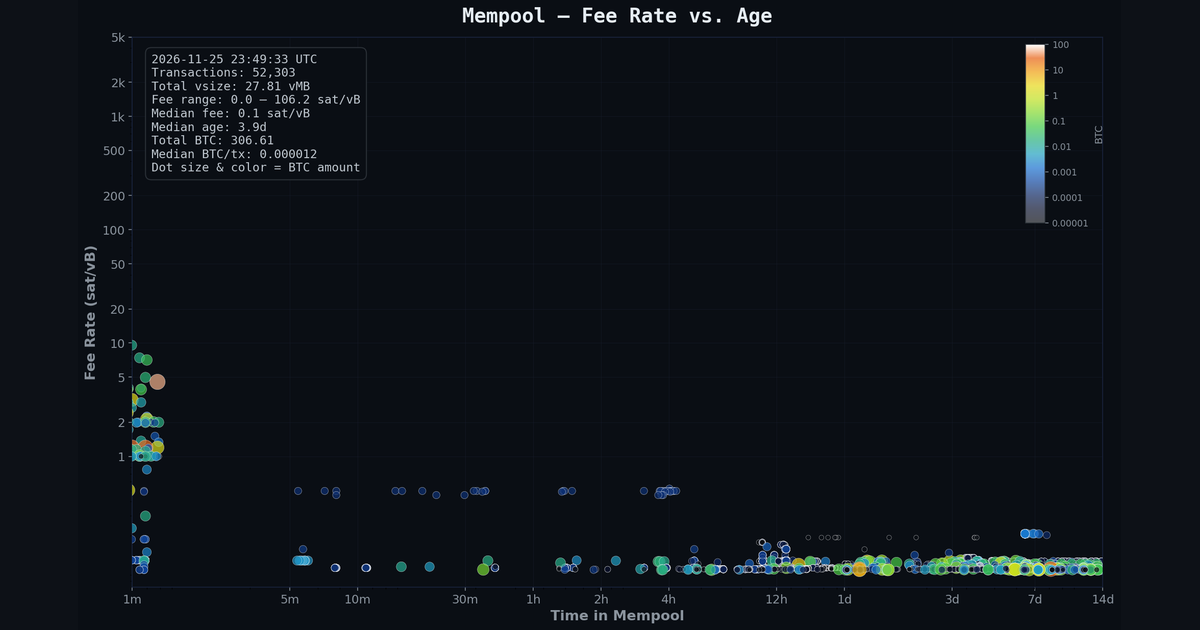 Mempool — Fee Rate vs. Age
2026-11-25 23:49:33 UTC
Transactions: 52,303
Total vsize: 27.81 vMB
Fee range: 0.0 — 106.2 sat/vB
Median fee: 0.1 sat/vB
Median age: 3.9d
Total BTC: 306.61
Median BTC/tx: 0.000012
Dot size & color = BTC amount
100
10
1
0.1
0.01
0.001
0.0001
0.00001
BTC
Fee Rate (sat/vB)
5k
2k
1k
500
200
100
50
20
10
5
2
1
1m 5m 10m 30m 1h 2h 4h 12h 1d 3d 7d 14d
Time in Mempool